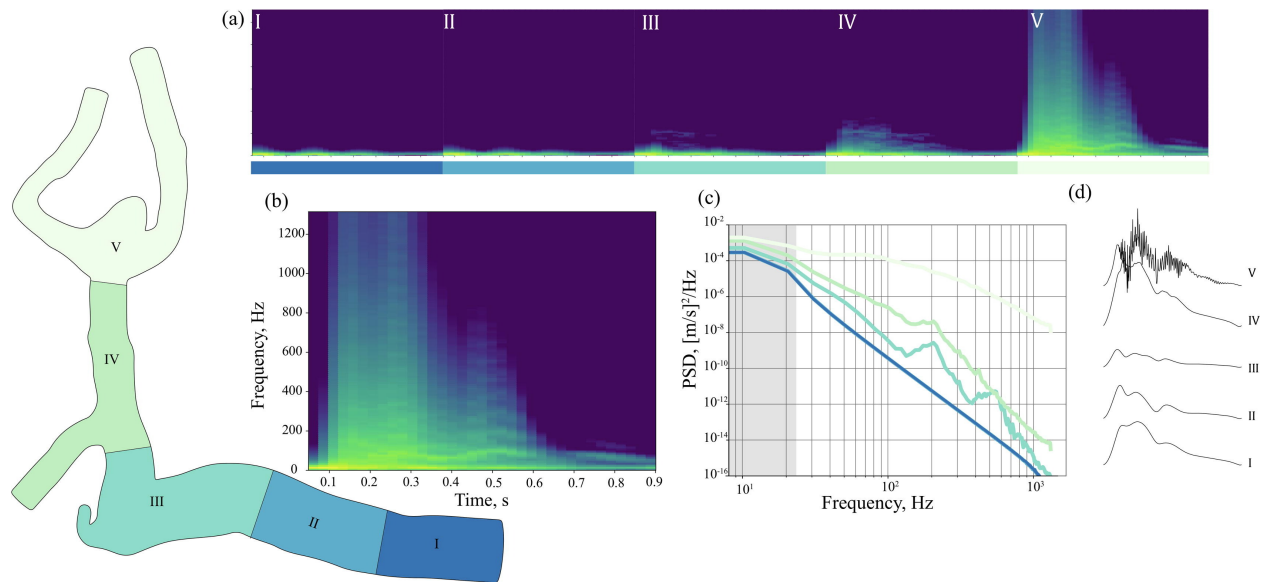 (a)
I II III IV V
V
IV
III
II
I
(b)
Frequency, Hz
1200
1000
800
600
400
200
0
0.1 0.2 0.3 0.4 0.5 0.6 0.7 0.8 0.9
Time, s
(c)
PSD, [m/s]²/Hz
10⁻²
10⁻⁴
10⁻⁶
10⁻⁸
10⁻¹⁰
10⁻¹²
10⁻¹⁴
10⁻¹⁶
10¹ 10² 10³
Frequency, Hz
(d)
V
IV
III
II
I